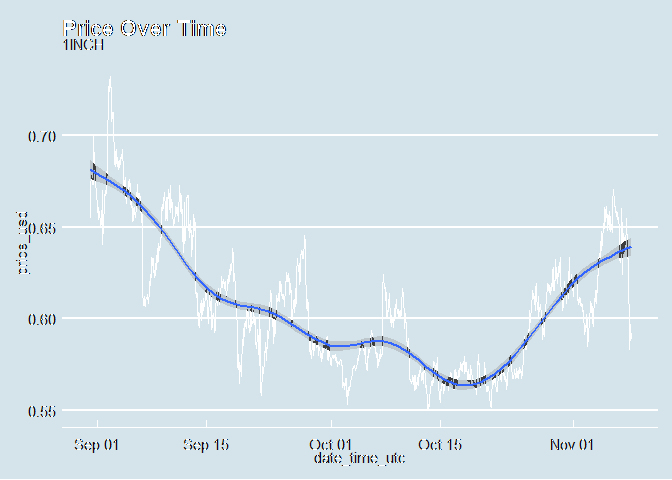 Price Over Time
1INCH
0.70
0.65
0.60
0.55
price_usd
Sep 01 Sep 15 Oct 01 Oct 15 Nov 01
date_time_utc